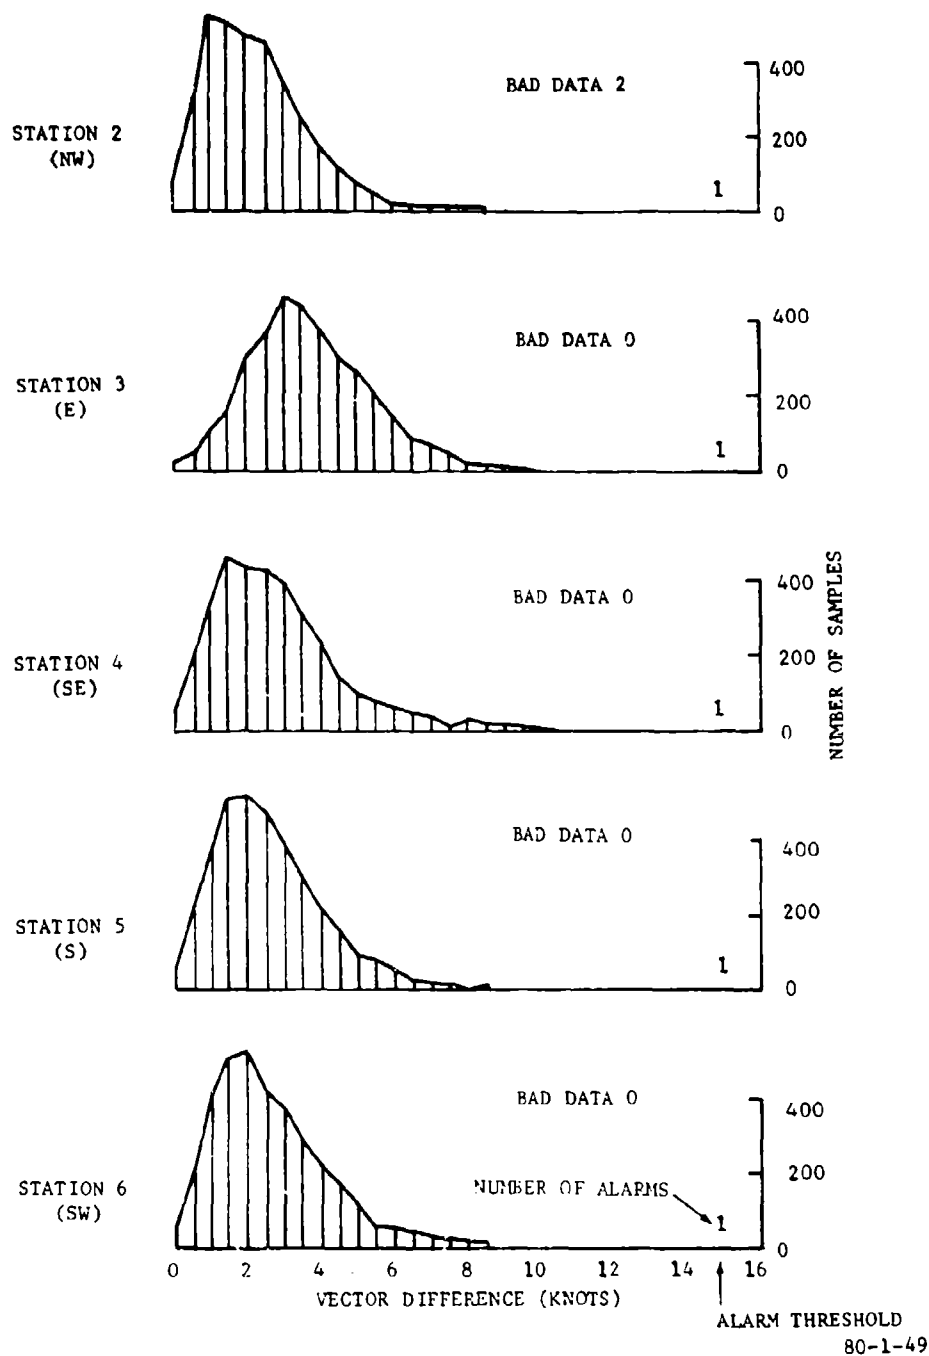 400
BAD DATA 2
STATION 2
(NW)
200
1
0
400
BAD DATA 0
STATION 3
(E)
200
1
0
400
BAD DATA 0
NUMBER OF SAMPLES
STATION 4
(SE)
200
1
0
BAD DATA 0
400
STATION 5
(S)
200
1
0
BAD DATA 0
400
STATION 6
(SW)
200
NUMBER OF ALARMS
1
0
0 2 4 6 8 10 12 14 16
VECTOR DIFFERENCE (KNOTS)
ALARM THRESHOLD
80-1-49